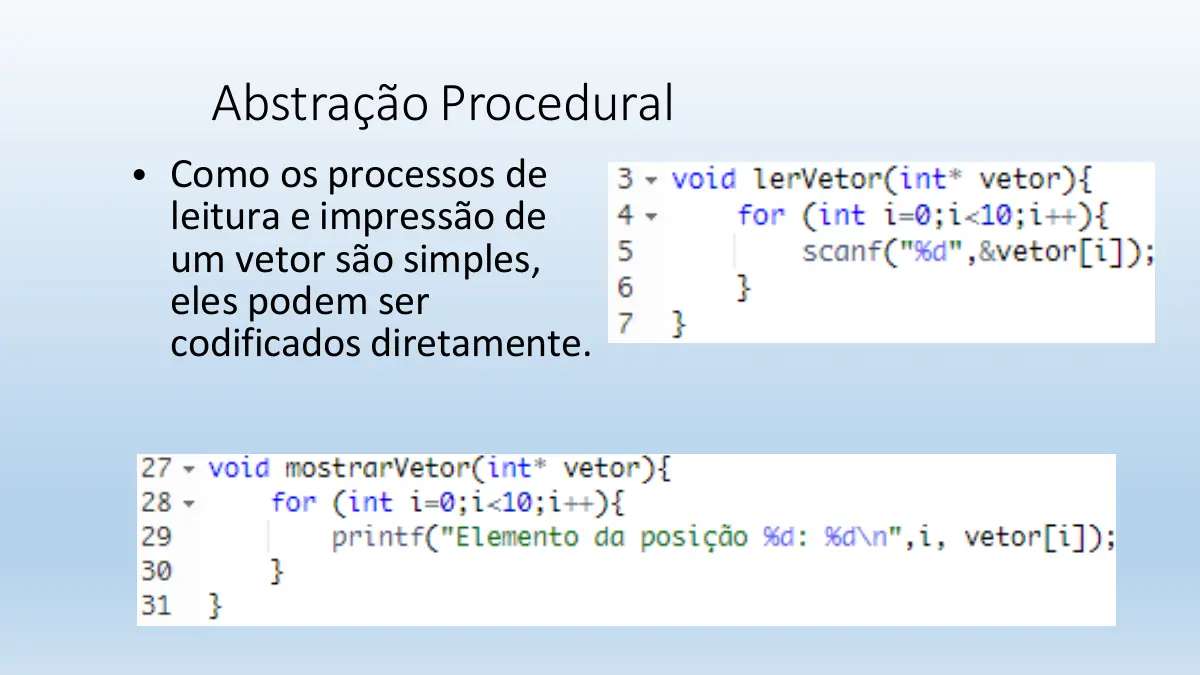 Abstração Procedural
• Como os processos de
leitura e impressão de
um vetor são simples,
eles podem ser
codificados diretamente.
3 void lerVetor(int* vetor){
4 for (int i=0;i<10;i++){
5 scanf("%d",&vetor[i]);
6 }
7 }
27 void mostrarVetor(int* vetor){
28 for (int i=0;i<10;i++){
29 printf("Elemento da posição %d: %d\n",i, vetor[i]);
30 }
31 }